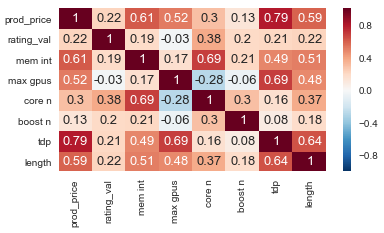 prod_price 1 0.22 0.61 0.52 0.3 0.13 0.79 0.59
rating_val 0.22 1 0.19 -0.03 0.38 0.2 0.21 0.22
mem int 0.61 0.19 1 0.17 0.69 0.21 0.49 0.51
max gpus 0.52 -0.03 0.17 1 -0.28 -0.06 0.69 0.48
core n 0.3 0.38 0.69 -0.28 1 0.3 0.16 0.37
boost n 0.13 0.2 0.21 -0.06 0.3 1 0.08 0.18
tdp 0.79 0.21 0.49 0.69 0.16 0.08 1 0.64
length 0.59 0.22 0.51 0.48 0.37 0.18 0.64 1
prod_price
rating_val
mem int
max gpus
core n
boost n
tdp
length
0.8
0.4
0.0
-0.4
-0.8